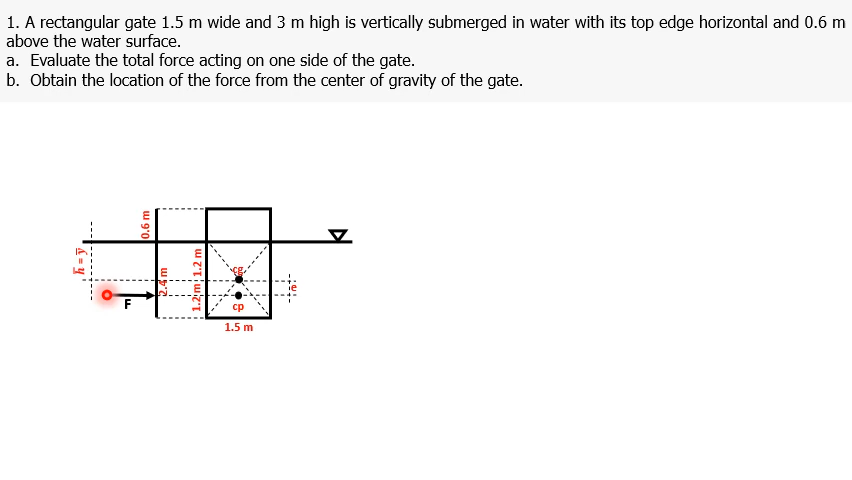 1. A rectangular gate 1.5 m wide and 3 m high is vertically submerged in water with its top edge horizontal and 0.6 m
above the water surface.
a. Evaluate the total force acting on one side of the gate.
b. Obtain the location of the force from the center of gravity of the gate.
0.6 m
h̅ = y̅
2.4 m
1.2 m
1.2 m
cg
e
F
cp
1.5 m